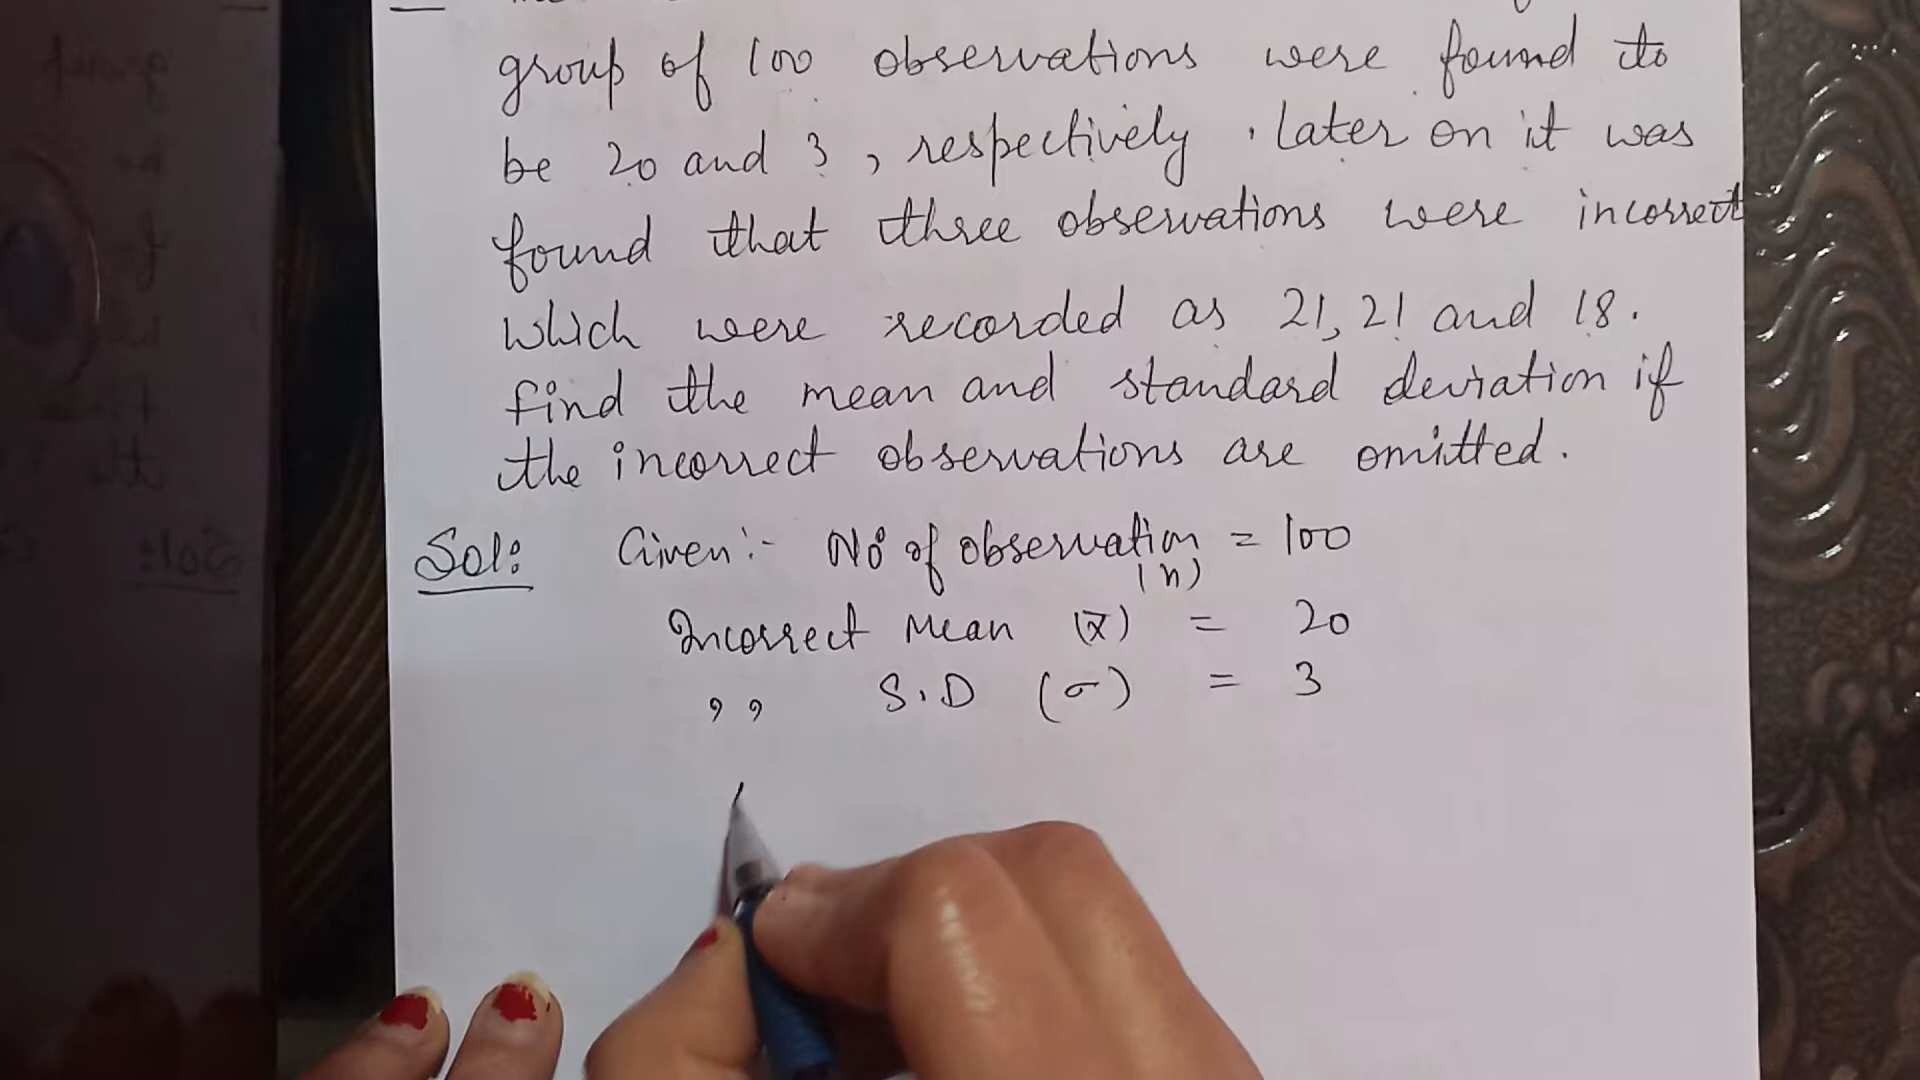 group of 100 observations were found to
be 20 and 3, respectively. Later on it was
found that three observations were incorrect
which were recorded as 21, 21 and 18.
find the mean and standard deviation if
the incorrect observations are omitted.
Sol: Given:- No of observation = 100
(n)
Incorrect Mean (x̄) = 20
,, S.D (σ) = 3